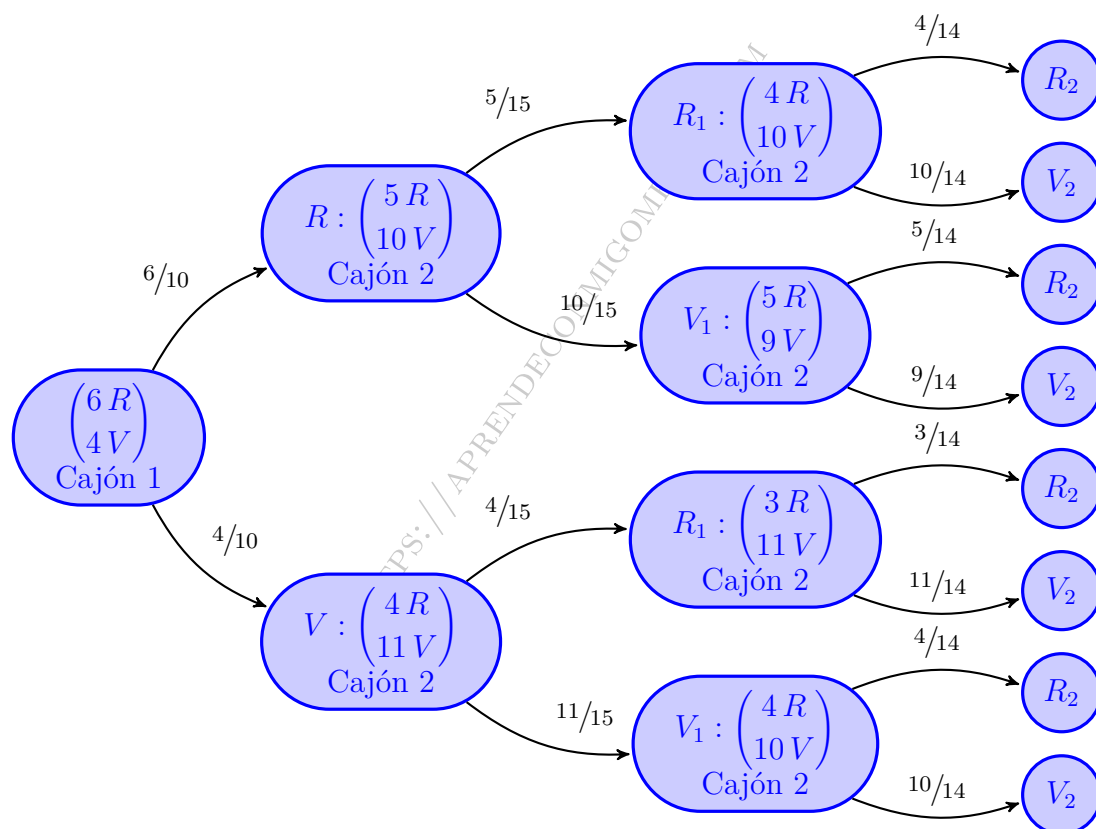 4/14
R₂
R₁ : (4 R
10 V)
Cajón 2
5/15
10/14
V₂
R : (5 R
10 V)
Cajón 2
5/14
R₂
6/10
10/15
V₁ : (5 R
9 V)
Cajón 2
9/14
V₂
(6 R
4 V)
Cajón 1
3/14
R₂
4/10
4/15
R₁ : (3 R
11 V)
Cajón 2
11/14
V₂
V : (4 R
11 V)
Cajón 2
4/14
R₂
11/15
V₁ : (4 R
10 V)
Cajón 2
10/14
V₂